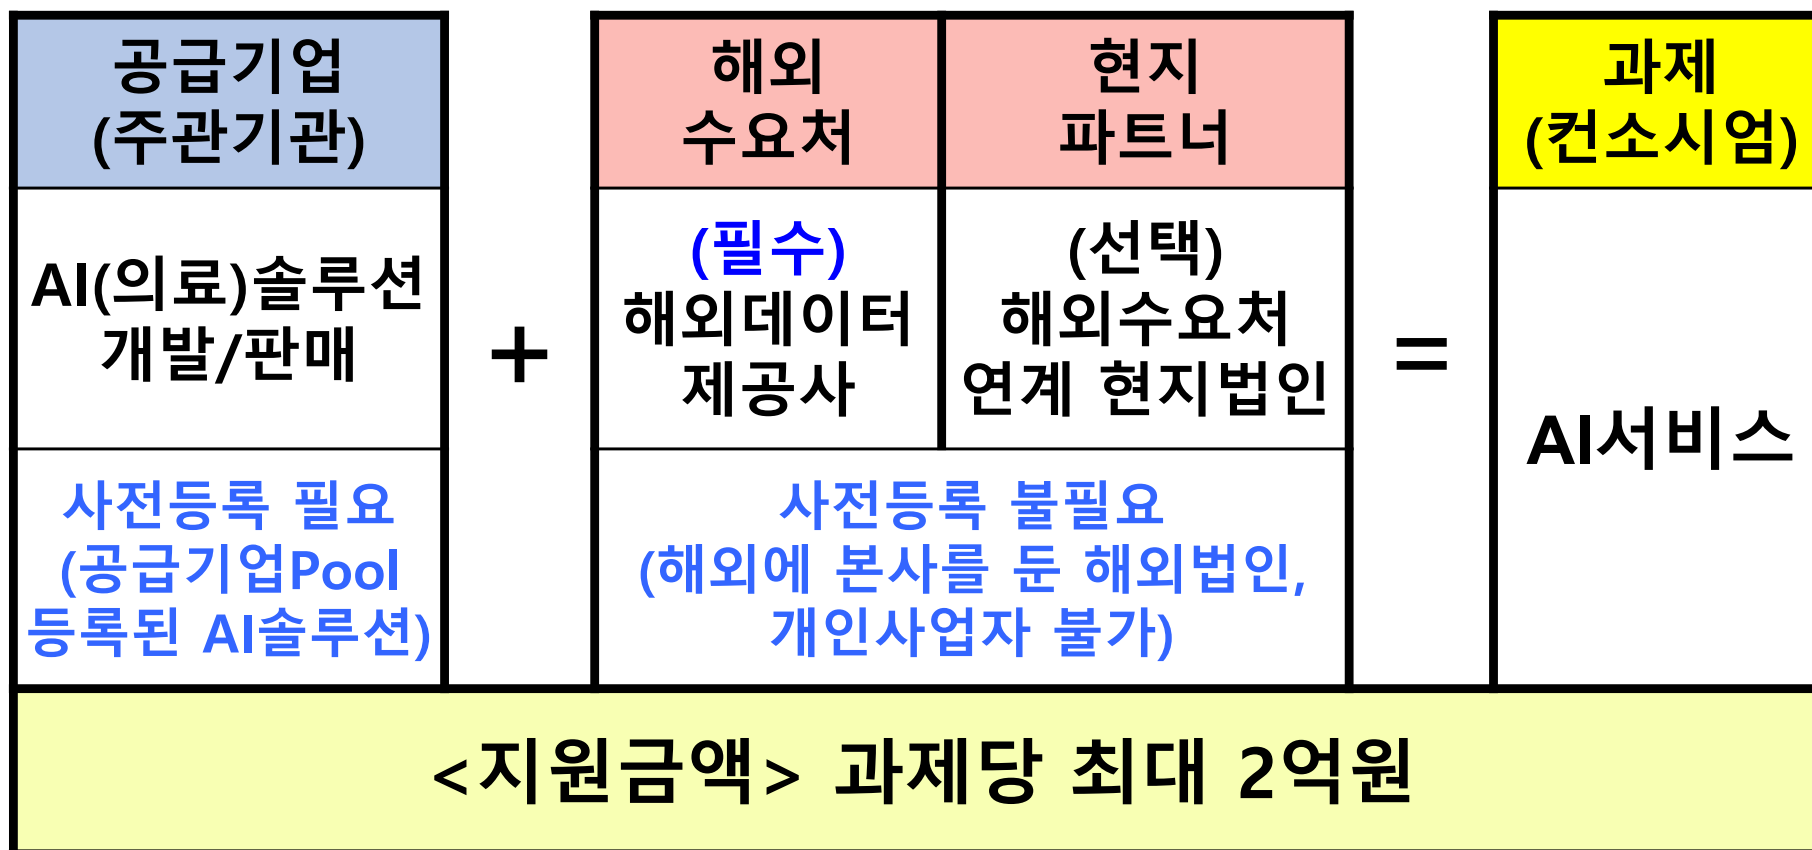 공급기업
(주관기관)
해외
수요처
현지
파트너
과제
(컨소시엄)
AI(의료)솔루션
개발/판매
+
(필수)
해외데이터
제공사
(선택)
해외수요처
연계 현지법인
=
AI서비스
사전등록 필요
(공급기업Pool
등록된 AI솔루션)
사전등록 불필요
(해외에 본사를 둔 해외법인,
개인사업자 불가)
<지원금액> 과제당 최대 2억원